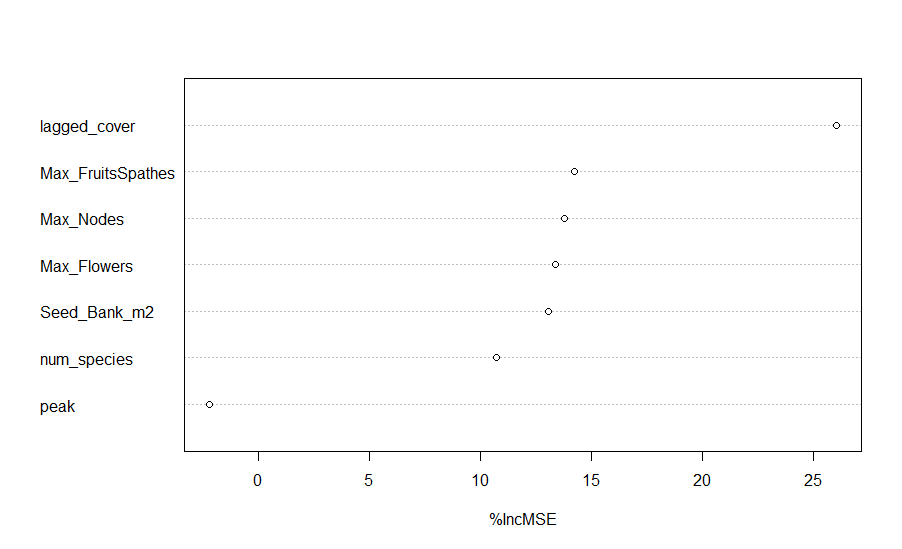 lagged_cover
Max_FruitsSpathes
Max_Nodes
Max_Flowers
Seed_Bank_m2
num_species
peak
0 5 10 15 20 25
%IncMSE